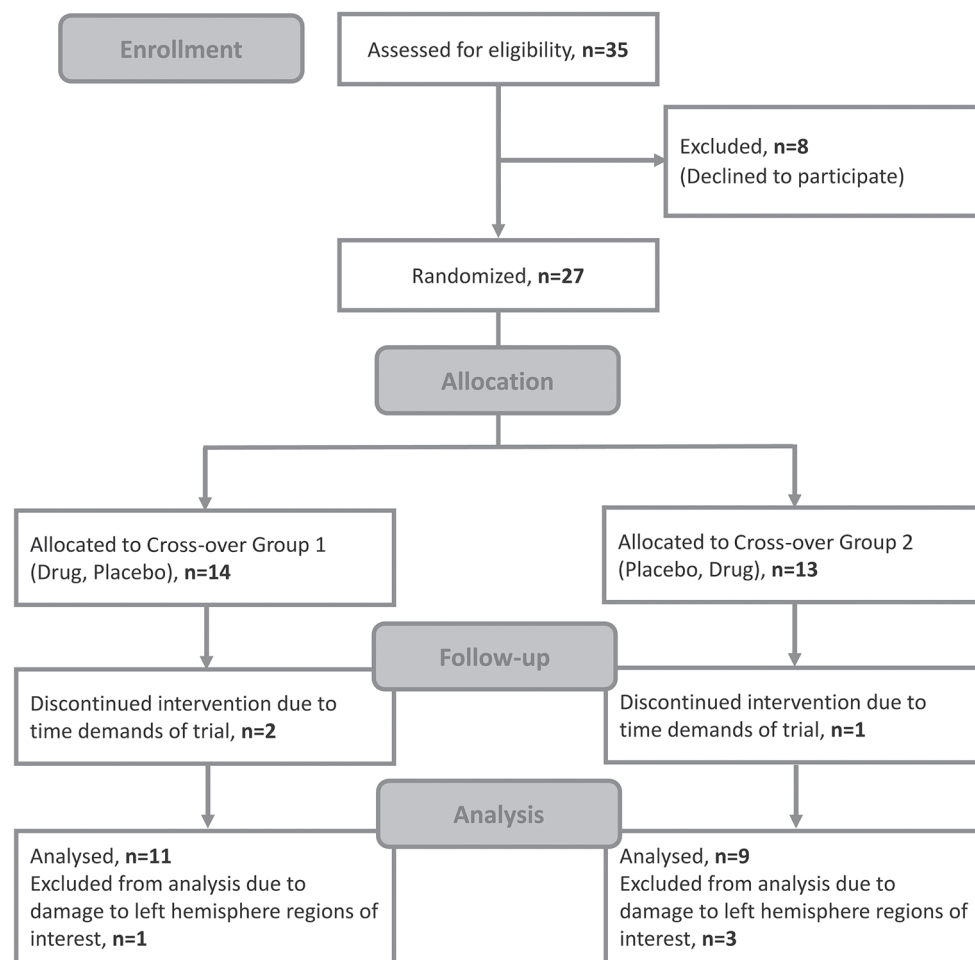 Enrollment
Assessed for eligibility, n=35
Excluded, n=8
(Declined to participate)
Randomized, n=27
Allocation
Allocated to Cross-over Group 1
(Drug, Placebo), n=14
Allocated to Cross-over Group 2
(Placebo, Drug), n=13
Follow-up
Discontinued intervention due to
time demands of trial, n=2
Discontinued intervention due to
time demands of trial, n=1
Analysis
Analysed, n=11
Excluded from analysis due to
damage to left hemisphere regions of
interest, n=1
Analysed, n=9
Excluded from analysis due to
damage to left hemisphere regions of
interest, n=3